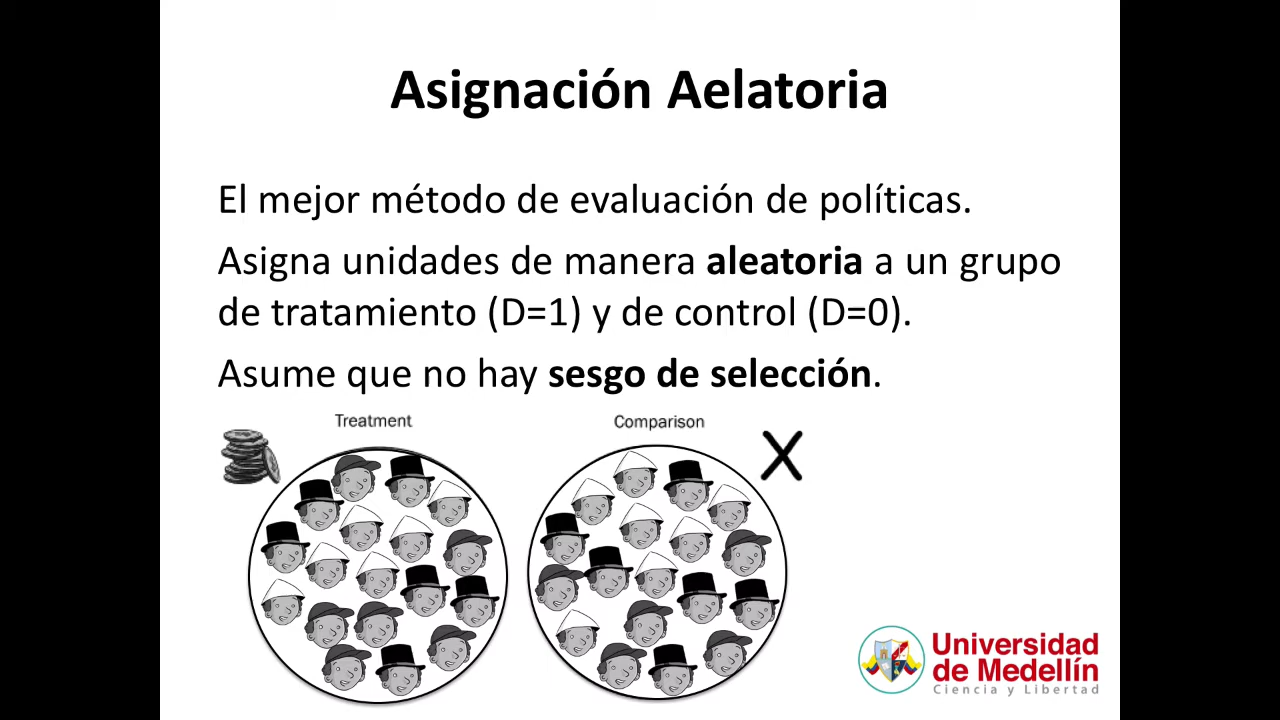 Asignación Aelatoria
El mejor método de evaluación de políticas.
Asigna unidades de manera aleatoria a un grupo
de tratamiento (D=1) y de control (D=0).
Asume que no hay sesgo de selección.
Treatment
Comparison
X
Universidad
de Medellín
Ciencia y Libertad